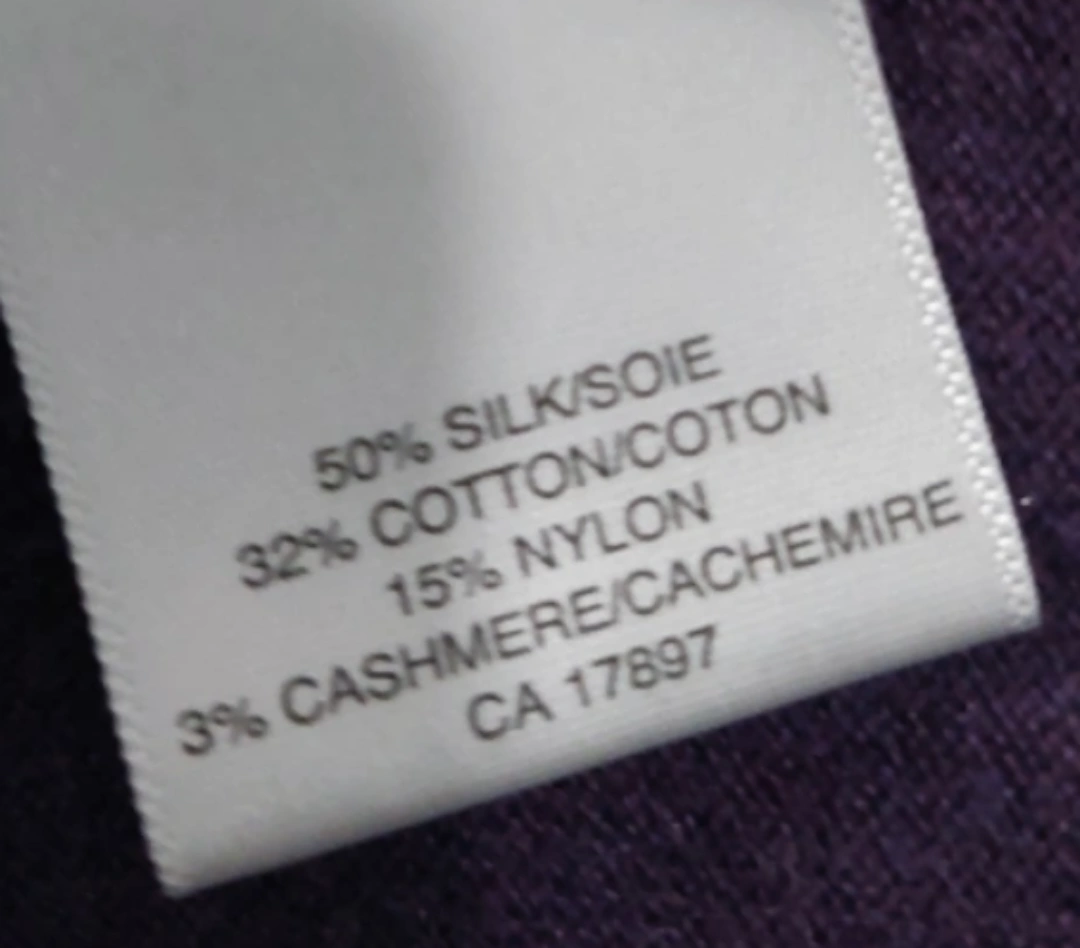 50% SILK/SOIE
32% COTTON/COTON
15% NYLON
3% CASHMERE/CACHEMIRE
CA 17897